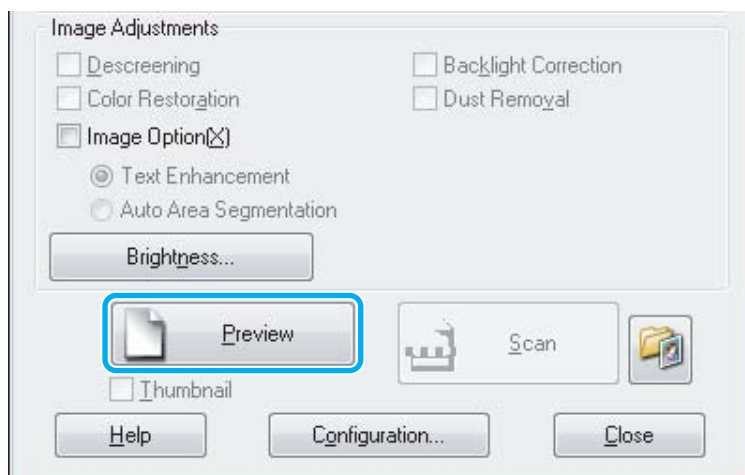 Image Adjustments
Descreening Backlight Correction
Color Restoration Dust Removal
Image Option(X)
Text Enhancement
Auto Area Segmentation
Brightness...
Preview Scan
Thumbnail
Help Configuration... Close